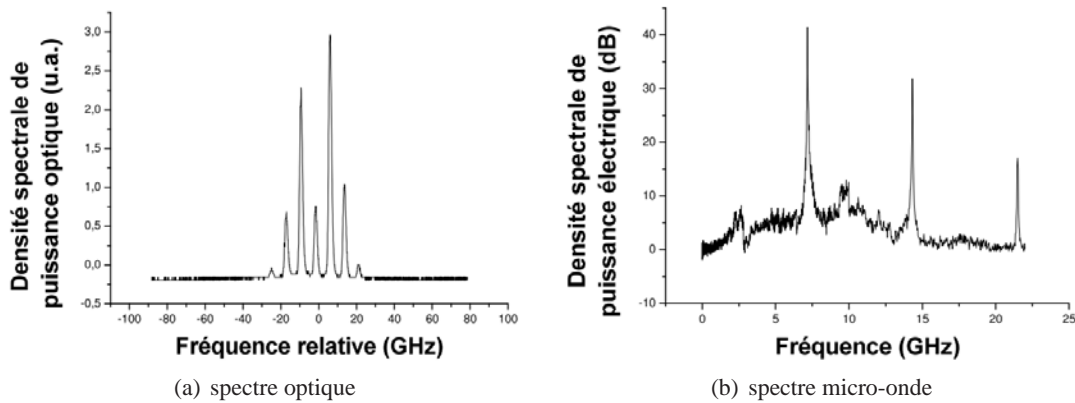 Densité spectrale de
puissance optique (u.a.)
3,0
2,5
2,0
1,5
1,0
0,5
0,0
-0,5
-100 -80 -60 -40 -20 0 20 40 60 80 100
Fréquence relative (GHz)
(a) spectre optique
Densité spectrale de
puissance électrique (dB)
40
30
20
10
0
-10
0 5 10 15 20 25
Fréquence (GHz)
(b) spectre micro-onde